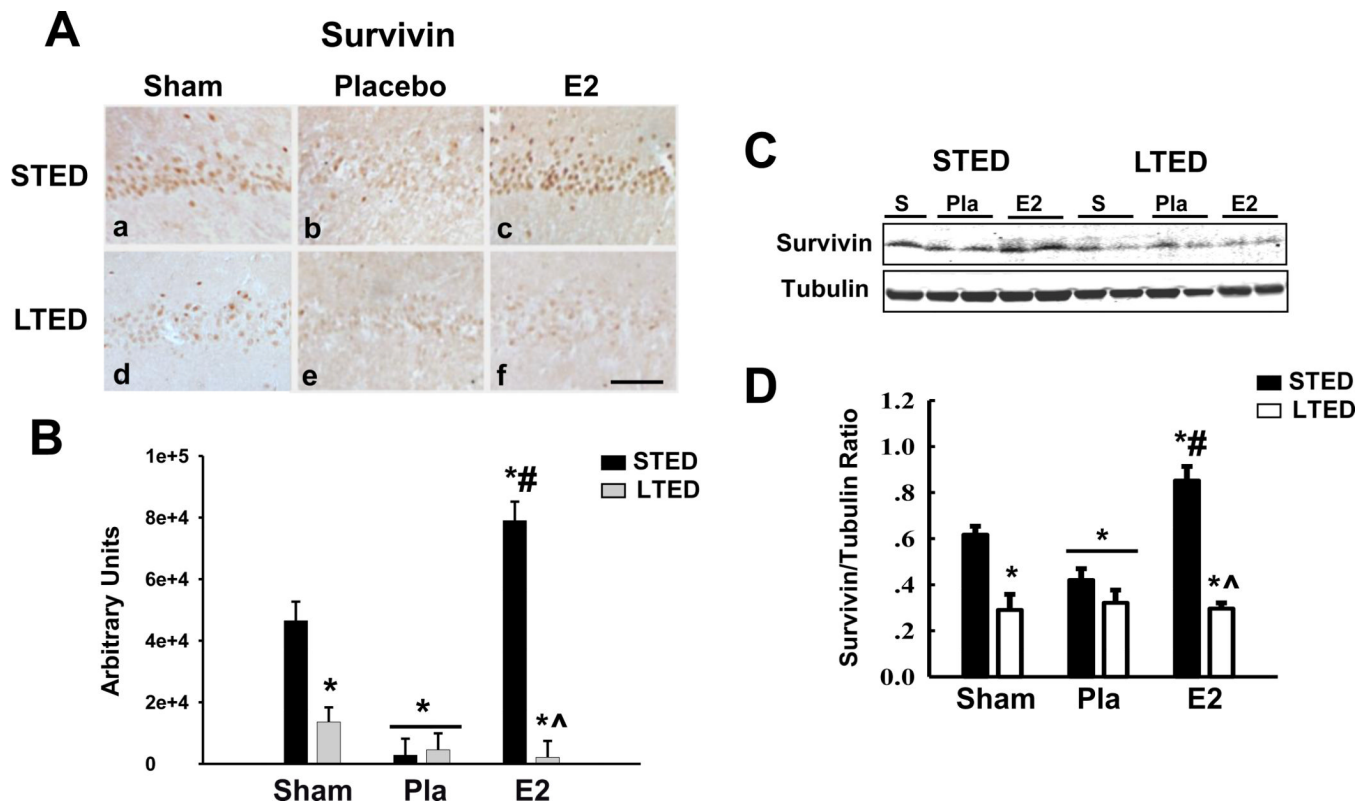 A
Survivin
Sham Placebo E2
STED
a b c
LTED
d e f
B
1e+5
8e+4
6e+4
4e+4
2e+4
0
Arbitrary Units
STED
LTED
*
*
*#
*^
Sham Pla E2
C
STED LTED
S Pla E2 S Pla E2
Survivin
Tubulin
D
1.2
1.0
.8
.6
.4
.2
0.0
Survivin/Tubulin Ratio
STED
LTED
*
*
*#
*^
Sham Pla E2